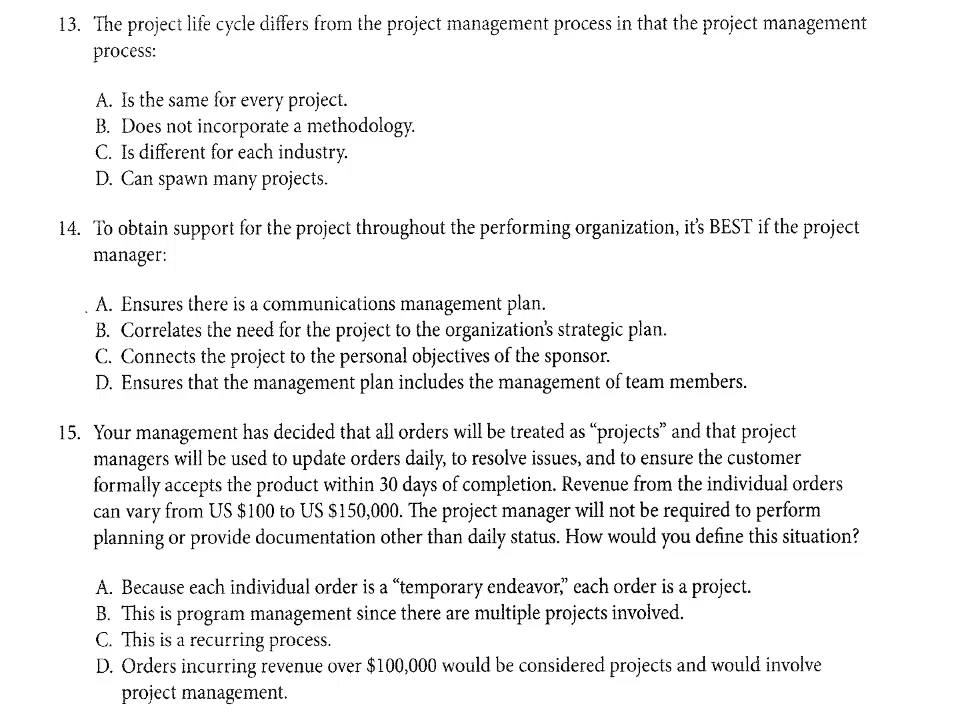 13. The project life cycle differs from the project management process in that the project management
process:
A. Is the same for every project.
B. Does not incorporate a methodology.
C. Is different for each industry.
D. Can spawn many projects.
14. To obtain support for the project throughout the performing organization, it's BEST if the project
manager:
A. Ensures there is a communications management plan.
B. Correlates the need for the project to the organization's strategic plan.
C. Connects the project to the personal objectives of the sponsor.
D. Ensures that the management plan includes the management of team members.
15. Your management has decided that all orders will be treated as “projects” and that project
managers will be used to update orders daily, to resolve issues, and to ensure the customer
formally accepts the product within 30 days of completion. Revenue from the individual orders
can vary from US $100 to US $150,000. The project manager will not be required to perform
planning or provide documentation other than daily status. How would you define this situation?
A. Because each individual order is a “temporary endeavor,” each order is a project.
B. This is program management since there are multiple projects involved.
C. This is a recurring process.
D. Orders incurring revenue over $100,000 would be considered projects and would involve
project management.